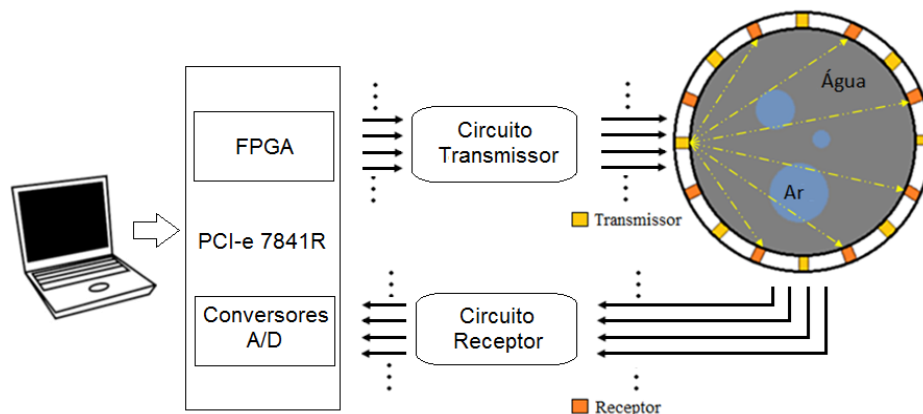 FPGA
PCI-e 7841R
Conversores
A/D
Circuito
Transmissor
Circuito
Receptor
Água
Ar
Transmissor
Receptor